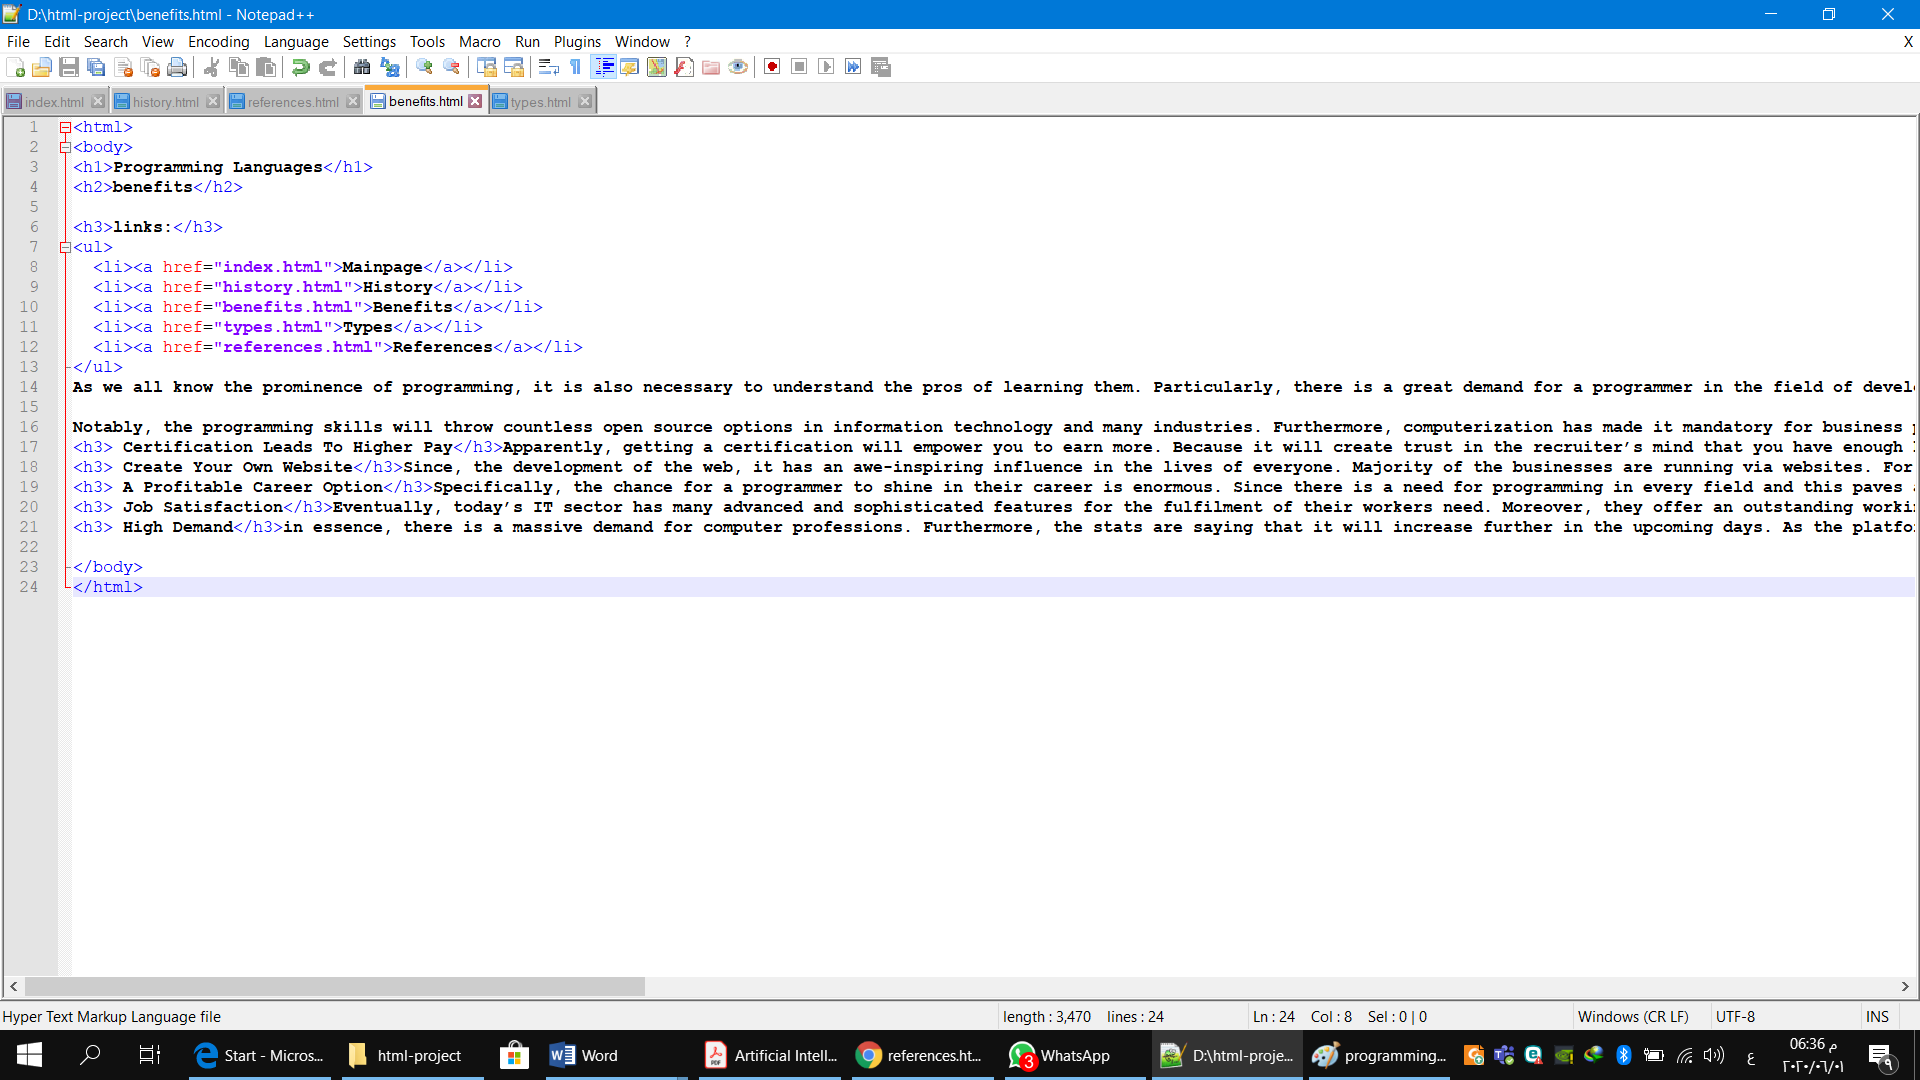 D:\html-project\benefits.html - Notepad++
File Edit Search View Encoding Language Settings Tools Macro Run Plugins Window ? X
index.html history.html references.html benefits.html types.html
1 <html>
2 <body>
3 <h1>Programming Languages</h1>
4 <h2>benefits</h2>
5
6 <h3>links:</h3>
7 <ul>
8 <li><a href="index.html">Mainpage</a></li>
9 <li><a href="history.html">History</a></li>
10 <li><a href="benefits.html">Benefits</a></li>
11 <li><a href="types.html">Types</a></li>
12 <li><a href="references.html">References</a></li>
13 </ul>
14 As we all know the prominence of programming, it is also necessary to understand the pros of learning them. Particularly, there is a great demand for a programmer in the field of devel
15
16 Notably, the programming skills will throw countless open source options in information technology and many industries. Furthermore, computerization has made it mandatory for business
17 <h3> Certification Leads To Higher Pay</h3>Apparently, getting a certification will empower you to earn more. Because it will create trust in the recruiter’s mind that you have enough
18 <h3> Create Your Own Website</h3>Since, the development of the web, it has an awe-inspiring influence in the lives of everyone. Majority of the businesses are running via websites. For
19 <h3> A Profitable Career Option</h3>Specifically, the chance for a programmer to shine in their career is enormous. Since there is a need for programming in every field and this paves
20 <h3> Job Satisfaction</h3>Eventually, today’s IT sector has many advanced and sophisticated features for the fulfilment of their workers need. Moreover, they offer an outstanding worki
21 <h3> High Demand</h3>in essence, there is a massive demand for computer professions. Furthermore, the stats are saying that it will increase further in the upcoming days. As the platfo
22
23 </body>
24 </html>
Hyper Text Markup Language file length : 3,470 lines : 24 Ln : 24 Col : 8 Sel : 0 | 0 Windows (CR LF) UTF-8 INS
Start - Micros... html-project Word Artificial Intell... references.ht... 3 WhatsApp D:\html-proje... programming... ع 06:36 م ٩
٢٠٢٠/٠٦/٠١